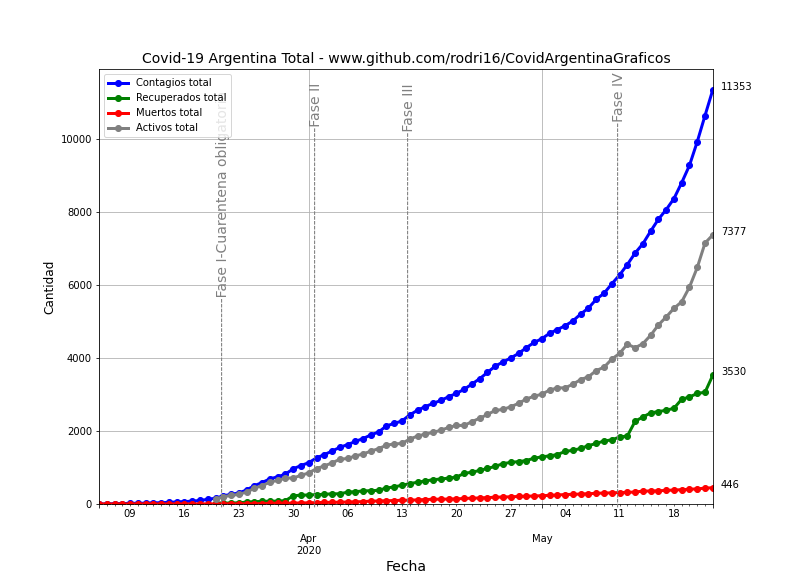 Covid-19 Argentina Total - www.github.com/rodri16/CovidArgentinaGraficos
Contagios total
Recuperados total
Muertos total
Activos total
Fase I-Cuarentena obligatoria
Fase II
Fase III
Fase IV
11353
7377
3530
446
Cantidad
10000
8000
6000
4000
2000
0
09
16
23
30
06
13
20
27
04
11
18
Apr
2020
May
Fecha